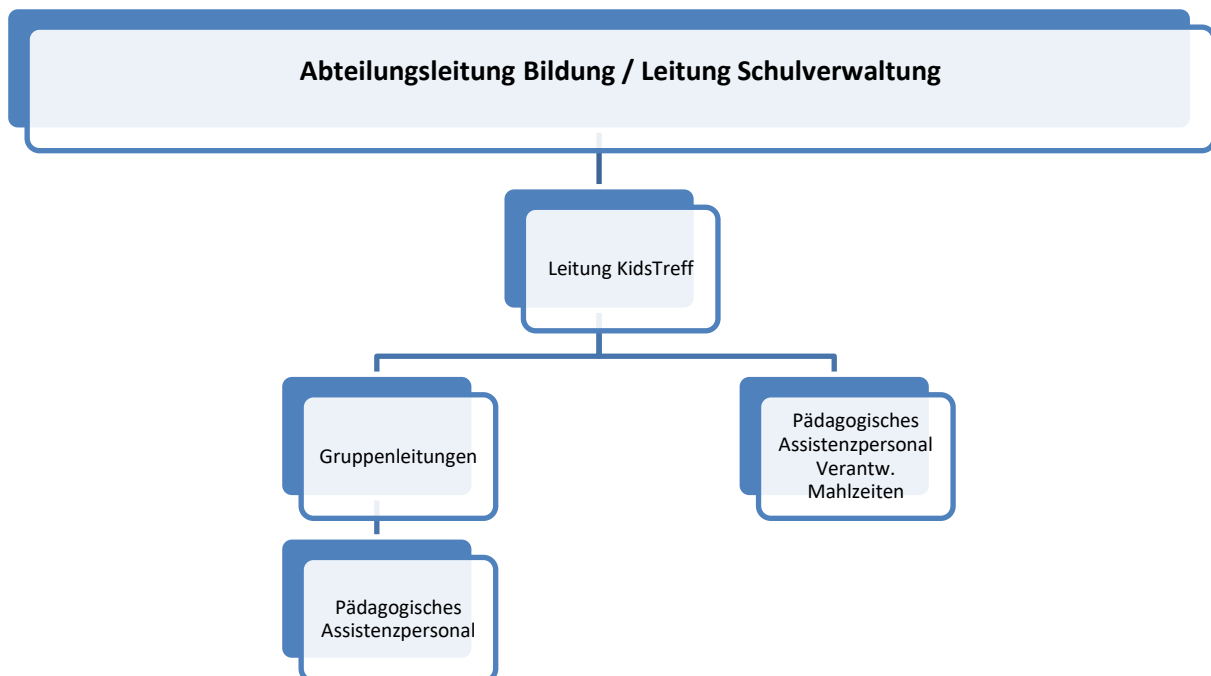 Abteilungsleitung Bildung / Leitung Schulverwaltung
Leitung KidsTreff
Gruppenleitungen
Pädagogisches
Assistenzpersonal
Verantw.
Mahlzeiten
Pädagogisches
Assistenzpersonal